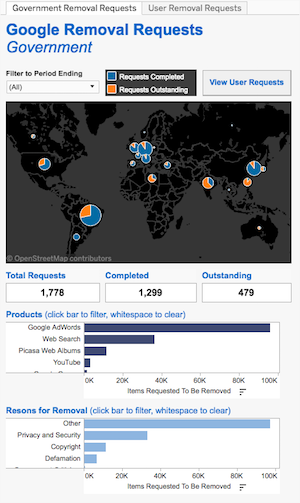 Government Removal Requests User Removal Requests
Google Removal Requests
Government
Filter to Period Ending
(All)
Requests Completed
Requests Outstanding
View User Requests
© OpenStreetMap contributors
Total Requests Completed Outstanding
1,778 1,299 479
Products (click bar to filter, whitespace to clear)
Google AdWords
Web Search
Picasa Web Albums
YouTube
0K 20K 40K 60K 80K 100K
Items Requested To Be Removed
Resons for Removal (click bar to filter, whitespace to clear)
Other
Privacy and Security
Copyright
Defamation
0K 20K 40K 60K 80K 100K
Items Requested To Be Removed